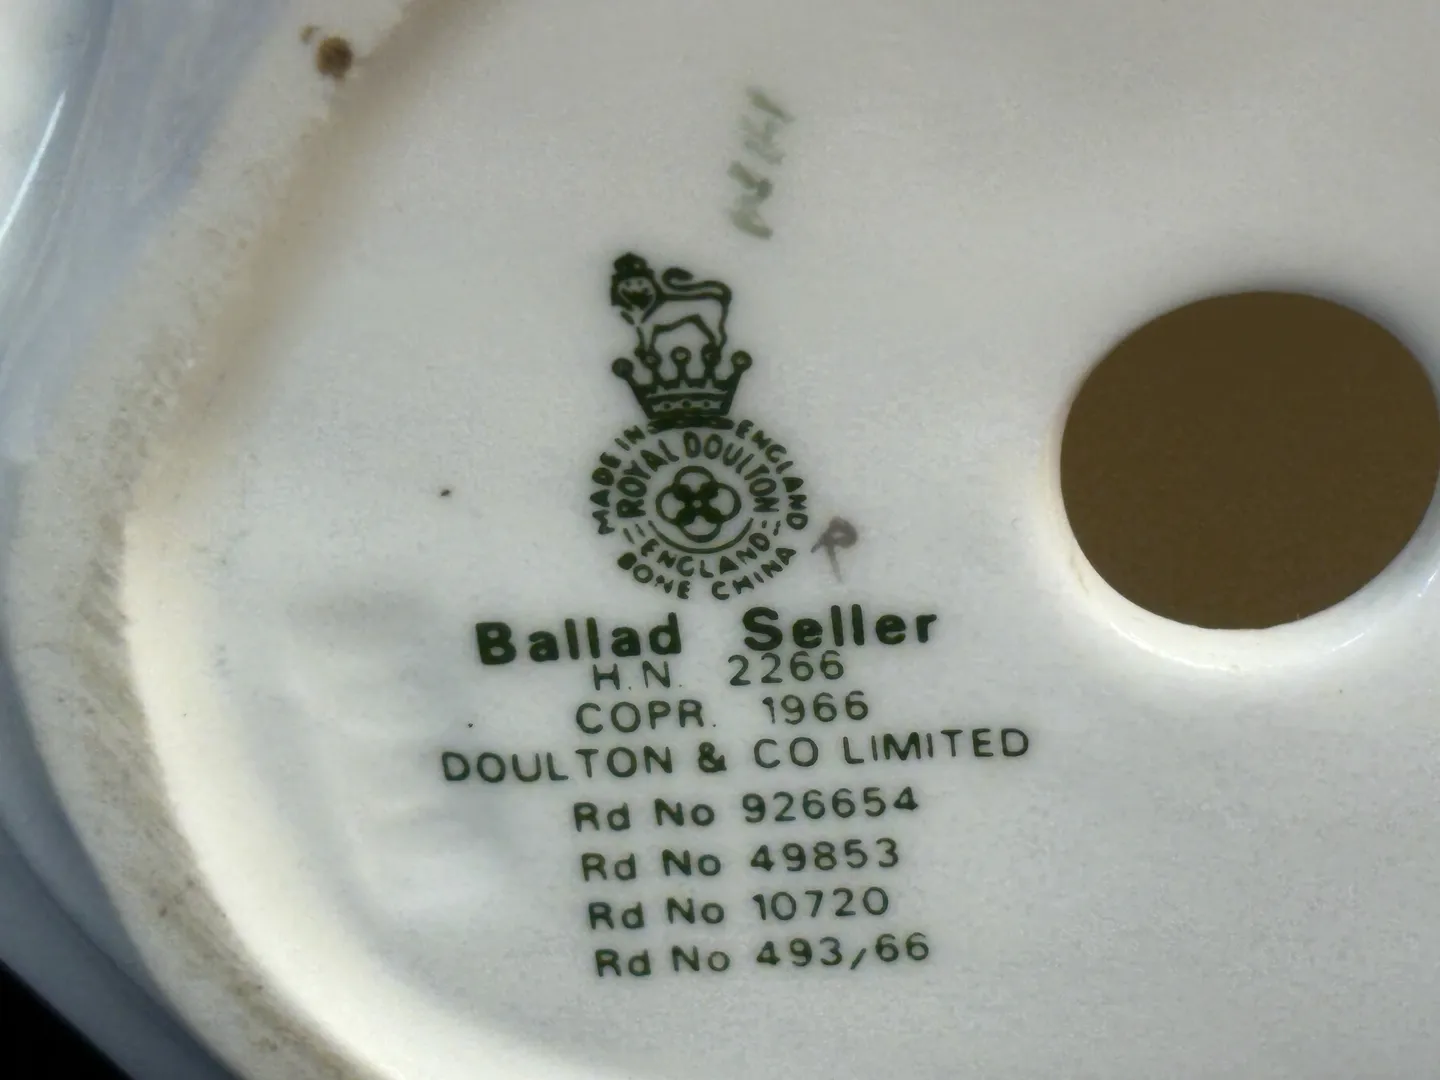 MADE IN ENGLAND
ROYAL DOULTON
ENGLAND
BONE CHINA
R
Ballad Seller
H.N. 2266
COPR. 1966
DOULTON & CO LIMITED
Rd No 926654
Rd No 49853
Rd No 10720
Rd No 493/66